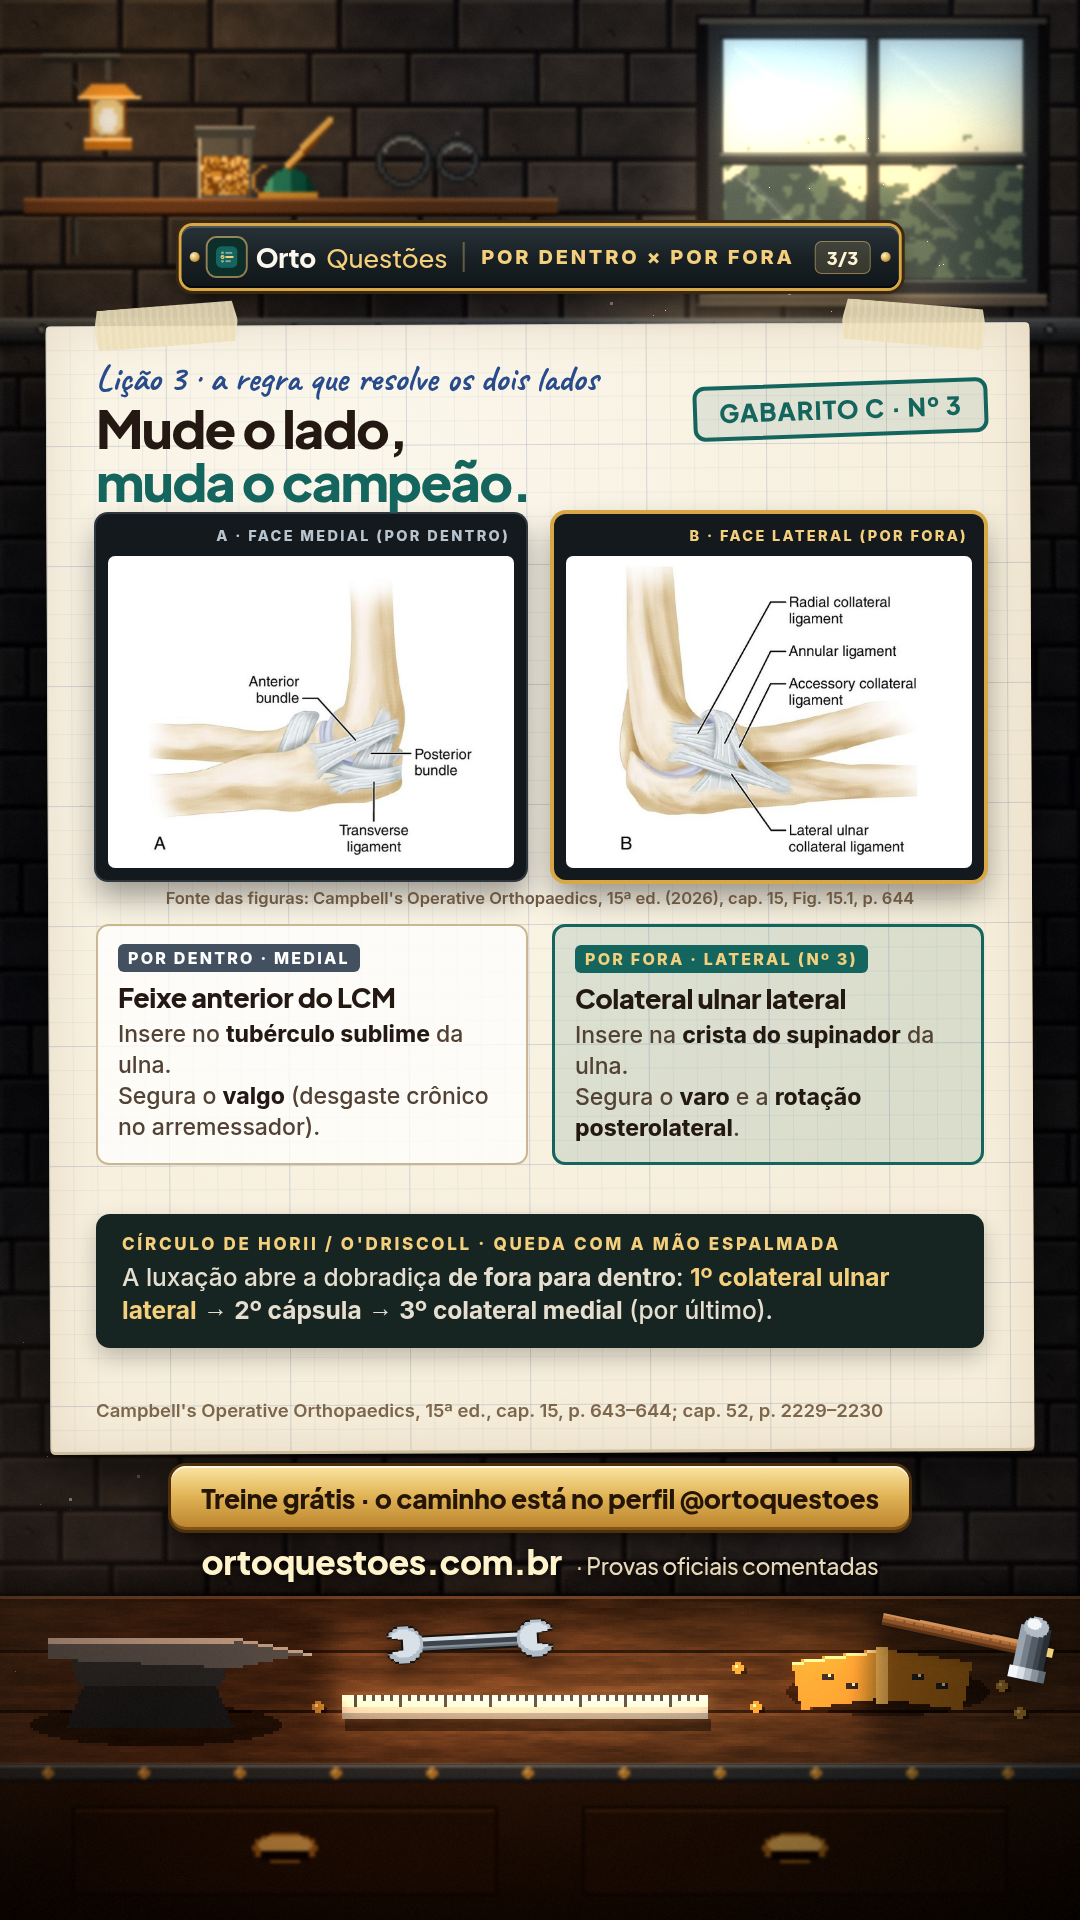 Orto Questões | POR DENTRO × POR FORA 3/3
Lição 3 · a regra que resolve os dois lados
Mude o lado,
muda o campeão.
GABARITO C · Nº 3
A · FACE MEDIAL (POR DENTRO)
Anterior
bundle
Posterior
bundle
Transverse
ligament
A
B · FACE LATERAL (POR FORA)
Radial collateral
ligament
Annular ligament
Accessory collateral
ligament
Lateral ulnar
collateral ligament
B
Fonte das figuras: Campbell's Operative Orthopaedics, 15ª ed. (2026), cap. 15, Fig. 15.1, p. 644
POR DENTRO · MEDIAL
Feixe anterior do LCM
Insere no tubérculo sublime da
ulna.
Segura o valgo (desgaste crônico
no arremessador).
POR FORA · LATERAL (Nº 3)
Colateral ulnar lateral
Insere na crista do supinador da
ulna.
Segura o varo e a rotação
posterolateral.
CÍRCULO DE HORII / O'DRISCOLL · QUEDA COM A MÃO ESPALMADA
A luxação abre a dobradiça de fora para dentro: 1º colateral ulnar
lateral → 2º cápsula → 3º colateral medial (por último).
Campbell's Operative Orthopaedics, 15ª ed., cap. 15, p. 643–644; cap. 52, p. 2229–2230
Treine grátis · o caminho está no perfil @ortoquestoes
ortoquestoes.com.br · Provas oficiais comentadas